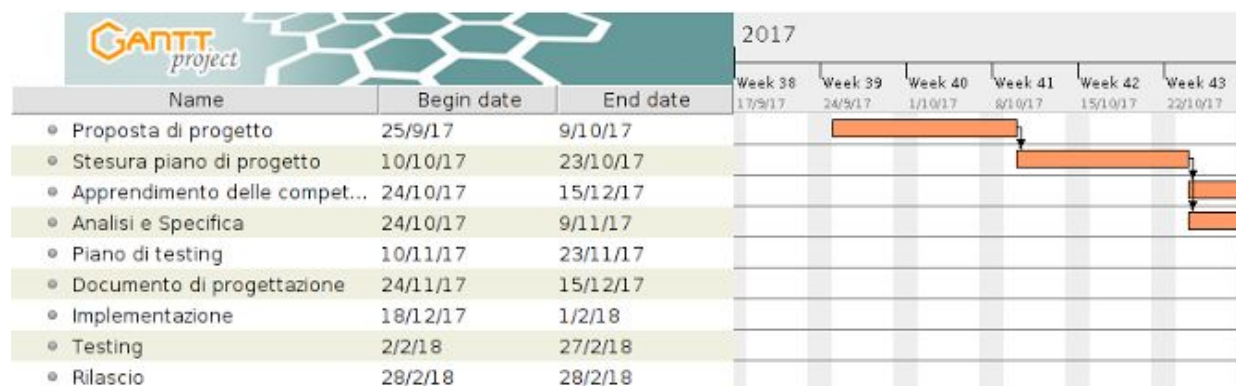 GANTT project
2017
Week 38 Week 39 Week 40 Week 41 Week 42 Week 43
17/9/17 24/9/17 1/10/17 8/10/17 15/10/17 22/10/17
Name Begin date End date
Proposta di progetto 25/9/17 9/10/17
Stesura piano di progetto 10/10/17 23/10/17
Apprendimento delle compet... 24/10/17 15/12/17
Analisi e Specifica 24/10/17 9/11/17
Piano di testing 10/11/17 23/11/17
Documento di progettazione 24/11/17 15/12/17
Implementazione 18/12/17 1/2/18
Testing 2/2/18 27/2/18
Rilascio 28/2/18 28/2/18